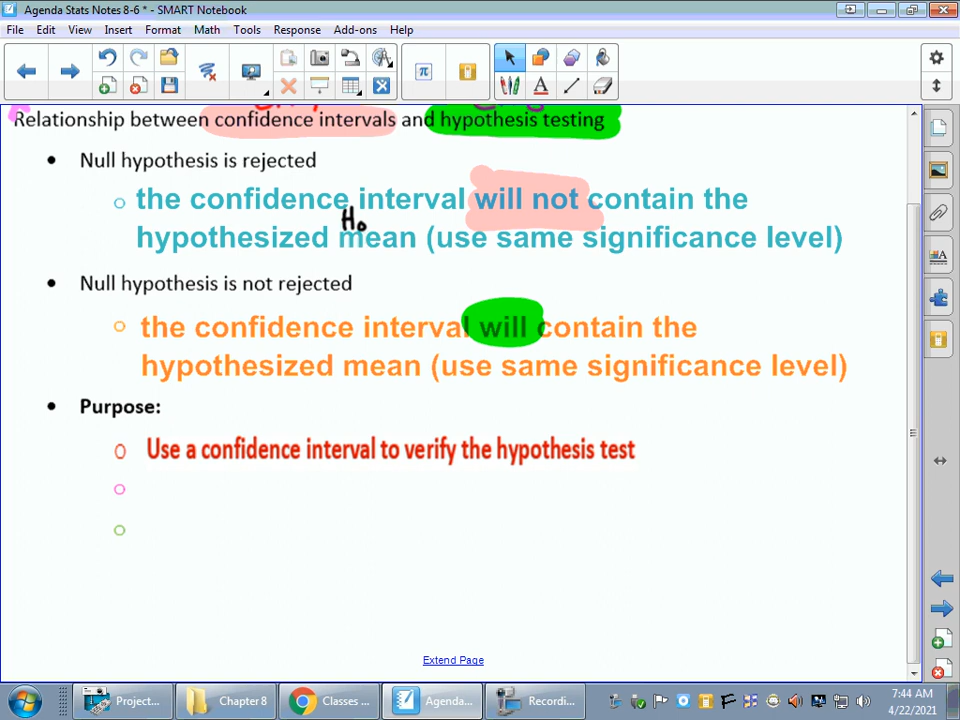 Agenda Stats Notes 8-6 * - SMART Notebook
File Edit View Insert Format Math Tools Response Add-ons Help
Relationship between confidence intervals and hypothesis testing
• Null hypothesis is rejected
the confidence interval will not contain the
Ho
hypothesized mean (use same significance level)
• Null hypothesis is not rejected
the confidence interval will contain the
hypothesized mean (use same significance level)
• Purpose:
Use a confidence interval to verify the hypothesis test
Extend Page
Project... Chapter 8 Classes ... Agenda... Recordi...
7:44 AM
4/22/2021